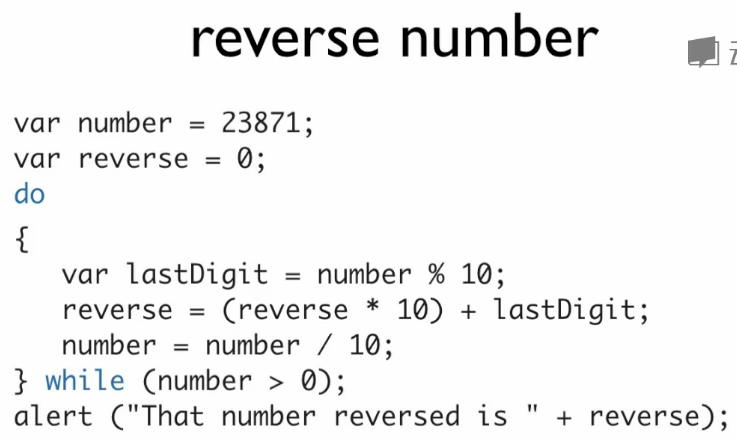 reverse number
var number = 23871;
var reverse = 0;
do
{
   var lastDigit = number % 10;
   reverse = (reverse * 10) + lastDigit;
   number = number / 10;
} while (number > 0);
alert ("That number reversed is " + reverse);